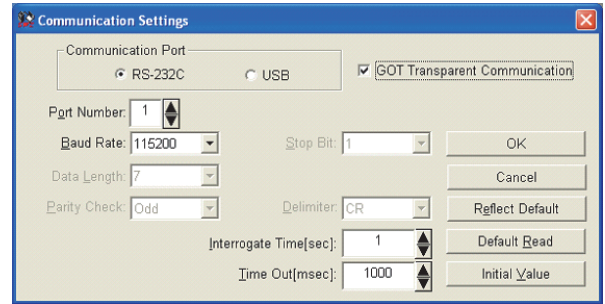 Communication Settings
Communication Port
RS-232C USB
GOT Transparent Communication
Port Number: 1
Baud Rate: 115200
Stop Bit: 1
OK
Data Length: 7
Cancel
Parity Check: Odd
Delimiter: CR
Reflect Default
Interrogate Time[sec]: 1
Default Read
Time Out[msec]: 1000
Initial Value